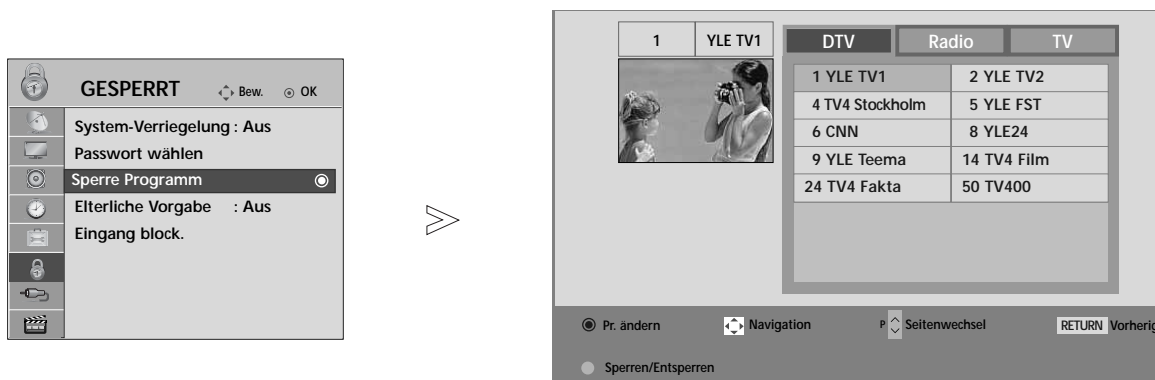 GESPERRT Bew. OK
System-Verriegelung : Aus
Passwort wählen
Sperre Programm
Elterliche Vorgabe : Aus
Eingang block.
1 YLE TV1
DTV Radio TV
1 YLE TV1 2 YLE TV2
4 TV4 Stockholm 5 YLE FST
6 CNN 8 YLE24
9 YLE Teema 14 TV4 Film
24 TV4 Fakta 50 TV400
Pr. ändern Navigation P Seitenwechsel RETURN Vorherig
Sperren/Entsperren